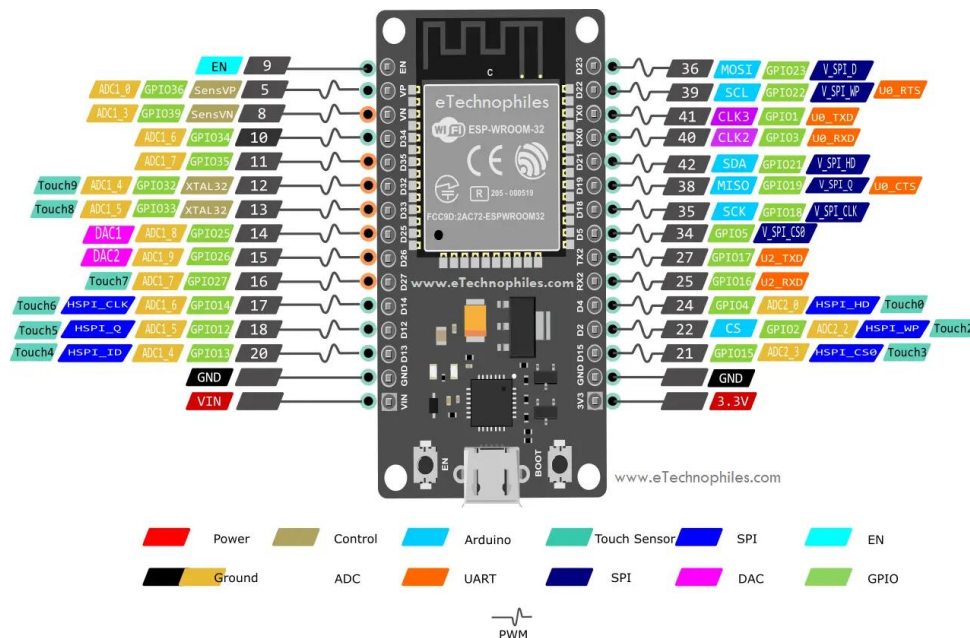 EN 9
ADC1_0 GPIO36 SensVP 5
ADC1_3 GPIO39 SensVN 8
ADC1_6 GPIO34 10
ADC1_7 GPIO35 11
Touch9 ADC1_4 GPIO32 XTAL32 12
Touch8 ADC1_5 GPIO33 XTAL32 13
DAC1 ADC1_8 GPIO25 14
DAC2 ADC1_9 GPIO26 15
Touch7 ADC1_7 GPIO27 16
Touch6 HSPI_CLK ADC1_6 GPIO14 17
Touch5 HSPI_Q ADC1_5 GPIO12 18
Touch4 HSPI_ID ADC1_4 GPIO13 20
GND
VIN
EN
VP
VN
D34
D35
D32
D33
D25
D26
D27
D14
D12
D13
GND
VIN
C
eTechnophiles
WiFi ESP-WROOM-32
CE
R 205-000519
FCC9D:2AC72-ESPWROOM32
www.eTechnophiles.com
EN
BOOT
D23
D22
TX0
RX0
D21
D19
D18
D5
TX2
RX2
D4
D2
D15
GND
3V3
36 MOSI GPIO23 V_SPI_D
39 SCL GPIO22 V_SPI_WP U0_RTS
41 CLK3 GPIO1 U0_TXD
40 CLK2 GPIO3 U0_RXD
42 SDA GPIO21 V_SPI_HD
38 MISO GPIO19 V_SPI_Q U0_CTS
35 SCK GPIO18 V_SPI_CLK
34 GPIO5 V_SPI_CS0
27 GPIO17 U2_TXD
25 GPIO16 U2_RXD
24 GPIO4 ADC2_0 HSPI_HD Touch0
22 CS GPIO2 ADC2_2 HSPI_WP Touch2
21 GPIO15 ADC2_3 HSPI_CS0 Touch3
GND
3.3V
www.eTechnophiles.com
Power Control Arduino Touch Sensor SPI EN
Ground ADC UART SPI DAC GPIO
PWM